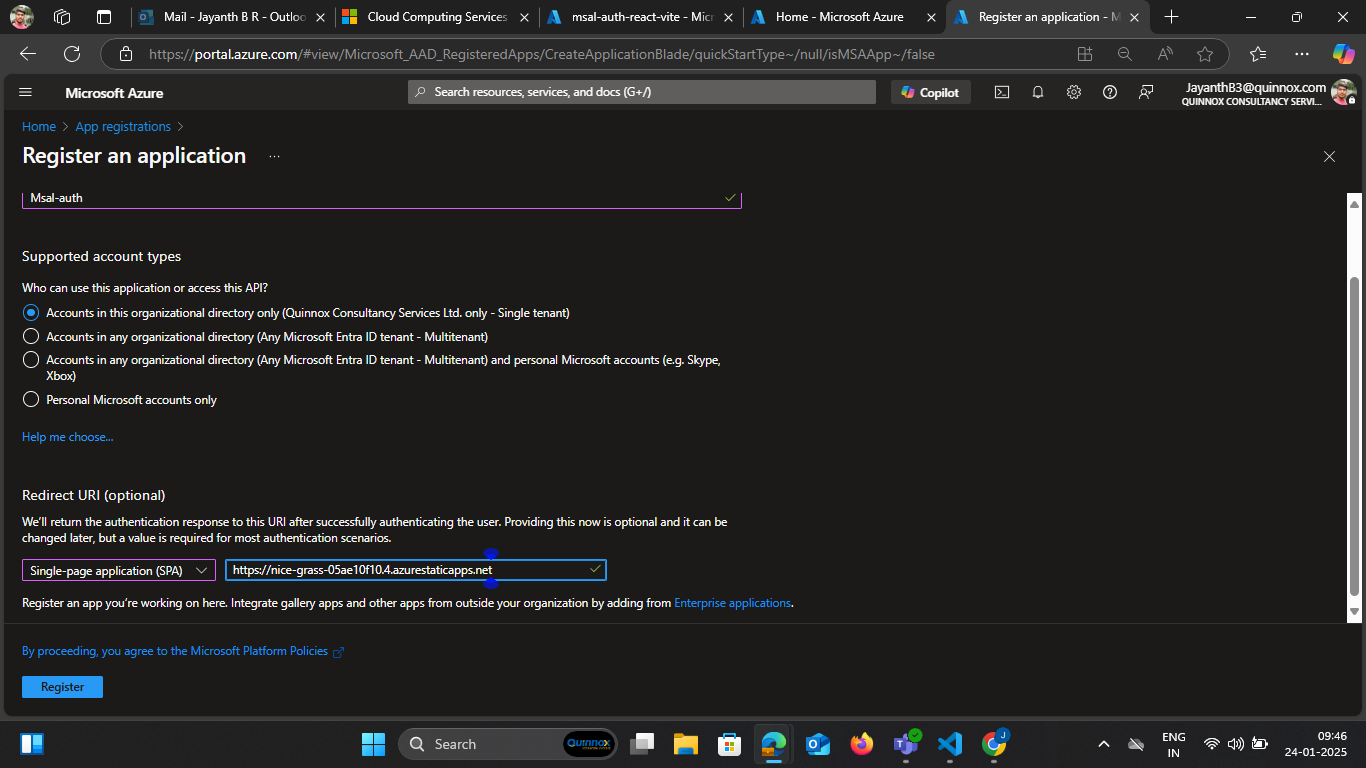 Mail - Jayanth B R - Outloo
Cloud Computing Services
msal-auth-react-vite - Micr
Home - Microsoft Azure
Register an application - M
https://portal.azure.com/#view/Microsoft_AAD_RegisteredApps/CreateApplicationBlade/quickStartType~/null/isMSAApp~/false
Microsoft Azure
Search resources, services, and docs (G+/)
Copilot
JayanthB3@quinnox.com
QUINNOX CONSULTANCY SERVI...
Home > App registrations >
Register an application ...
Msal-auth
Supported account types
Who can use this application or access this API?
Accounts in this organizational directory only (Quinnox Consultancy Services Ltd. only - Single tenant)
Accounts in any organizational directory (Any Microsoft Entra ID tenant - Multitenant)
Accounts in any organizational directory (Any Microsoft Entra ID tenant - Multitenant) and personal Microsoft accounts (e.g. Skype,
Xbox)
Personal Microsoft accounts only
Help me choose...
Redirect URI (optional)
We'll return the authentication response to this URI after successfully authenticating the user. Providing this now is optional and it can be
changed later, but a value is required for most authentication scenarios.
Single-page application (SPA)
https://nice-grass-05ae10f10.4.azurestaticapps.net
Register an app you're working on here. Integrate gallery apps and other apps from outside your organization by adding from Enterprise applications.
By proceeding, you agree to the Microsoft Platform Policies
Register
Search
Quinnox
ENG
IN
09:46
24-01-2025